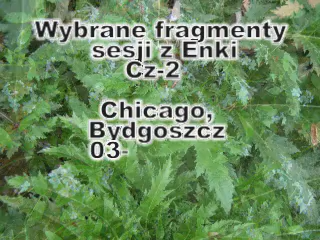 Wybrane fragmenty
sesji z Enki
Cz-2
Chicago,
Bydgoszcz
03-